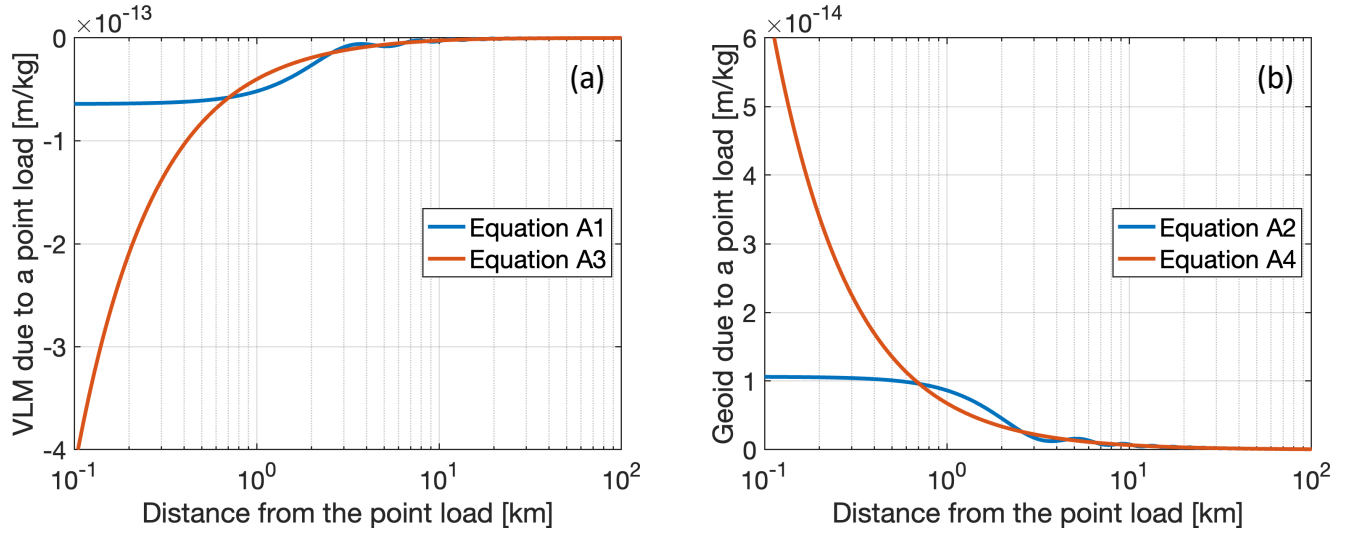 ×10⁻¹³
0
-1
-2
-3
-4
VLM due to a point load [m/kg]
(a)
Equation A1
Equation A3
10⁻¹ 10⁰ 10¹ 10²
Distance from the point load [km]
×10⁻¹⁴
6
5
4
3
2
1
0
Geoid due to a point load [m/kg]
(b)
Equation A2
Equation A4
10⁻¹ 10⁰ 10¹ 10²
Distance from the point load [km]